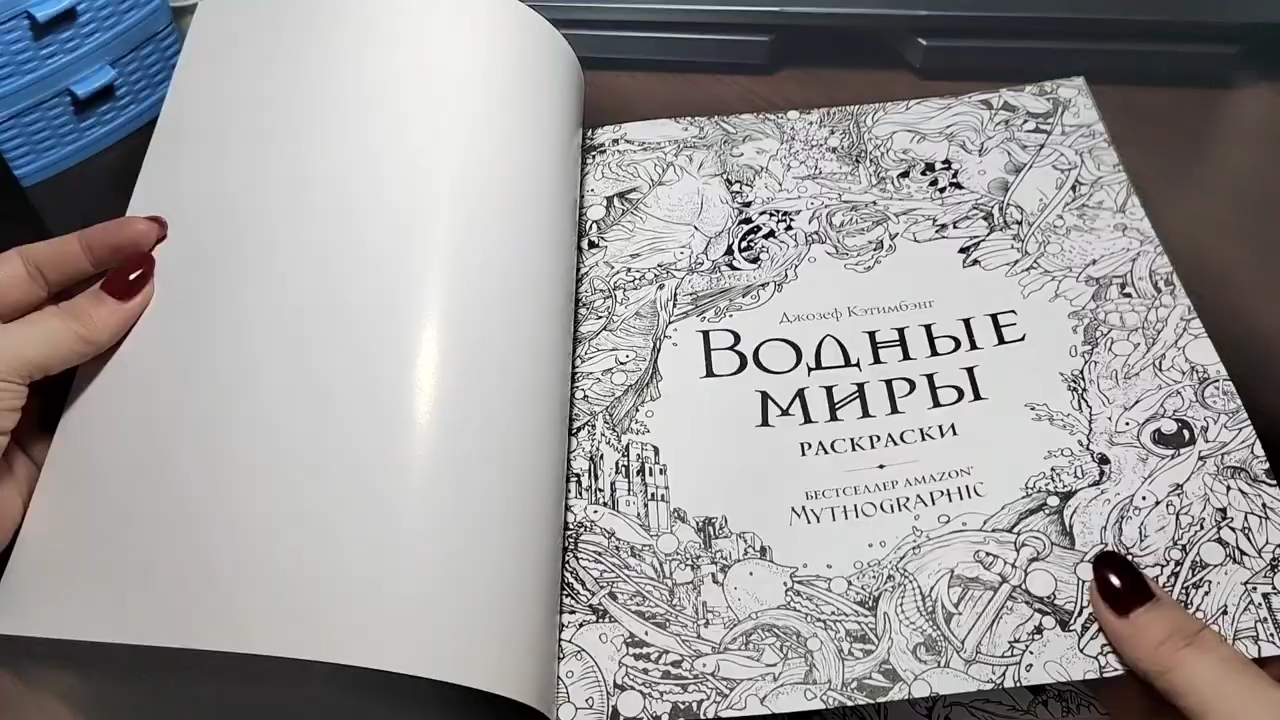 Джозеф Кэтимбэнг
Водные
миры
раскраски
бестселлер Amazon®
Mythographic